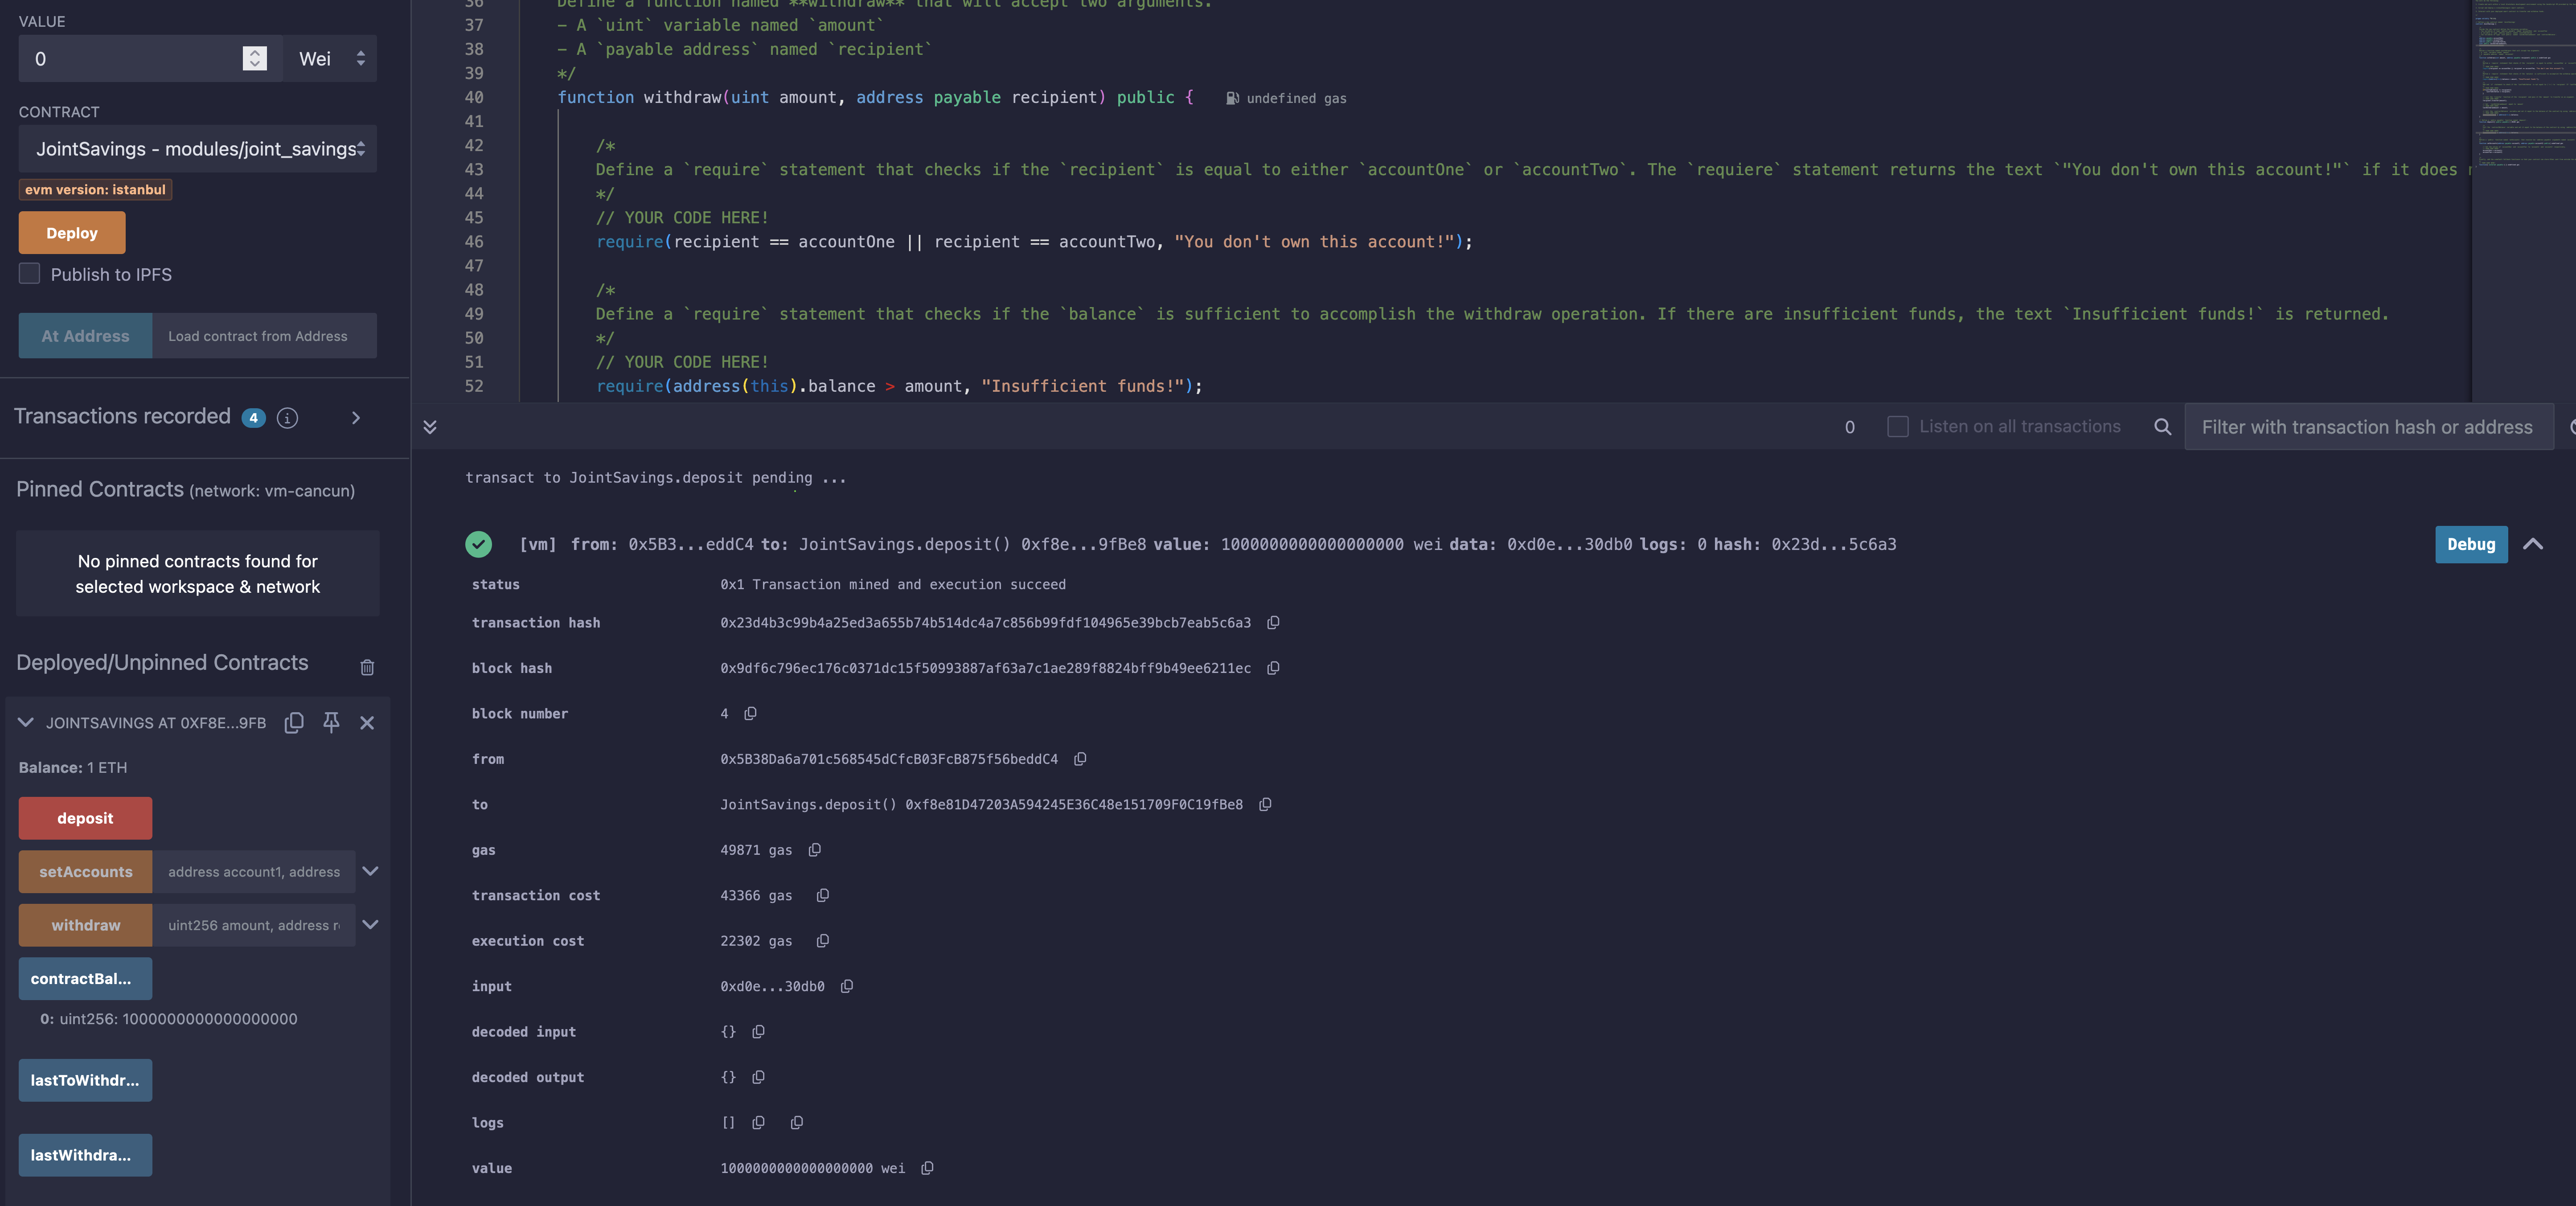 VALUE
0
Wei
CONTRACT
JointSavings - modules/joint_savings
evm version: istanbul
Deploy
Publish to IPFS
At Address
Load contract from Address
Transactions recorded 4 i
Pinned Contracts (network: vm-cancun)
No pinned contracts found for
selected workspace & network
Deployed/Unpinned Contracts
JOINTSAVINGS AT 0XF8E...9FB
Balance: 1 ETH
deposit
setAccounts
address account1, address
withdraw
uint256 amount, address r
contractBal...
0: uint256: 1000000000000000000
lastToWithdr...
lastWithdra...
36 Define a function named **withdraw** that will accept two arguments.
37 - A `uint` variable named `amount`
38 - A `payable address` named `recipient`
39 */
40 function withdraw(uint amount, address payable recipient) public { undefined gas
41
42 /*
43 Define a `require` statement that checks if the `recipient` is equal to either `accountOne` or `accountTwo`. The `requiere` statement returns the text `"You don't own this account!"` if it does
44 */
45 // YOUR CODE HERE!
46 require(recipient == accountOne || recipient == accountTwo, "You don't own this account!");
47
48 /*
49 Define a `require` statement that checks if the `balance` is sufficient to accomplish the withdraw operation. If there are insufficient funds, the text `Insufficient funds!` is returned.
50 */
51 // YOUR CODE HERE!
52 require(address(this).balance > amount, "Insufficient funds!");
0 Listen on all transactions Filter with transaction hash or address
transact to JointSavings.deposit pending ...
[vm] from: 0x5B3...eddC4 to: JointSavings.deposit() 0xf8e...9fBe8 value: 1000000000000000000 wei data: 0xd0e...30db0 logs: 0 hash: 0x23d...5c6a3
Debug
status 0x1 Transaction mined and execution succeed
transaction hash 0x23d4b3c99b4a25ed3a655b74b514dc4a7c856b99fdf104965e39bcb7eab5c6a3
block hash 0x9df6c796ec176c0371dc15f50993887af63a7c1ae289f8824bff9b49ee6211ec
block number 4
from 0x5B38Da6a701c568545dCfcB03FcB875f56beddC4
to JointSavings.deposit() 0xf8e81D47203A594245E36C48e151709F0C19fBe8
gas 49871 gas
transaction cost 43366 gas
execution cost 22302 gas
input 0xd0e...30db0
decoded input {}
decoded output {}
logs []
value 1000000000000000000 wei